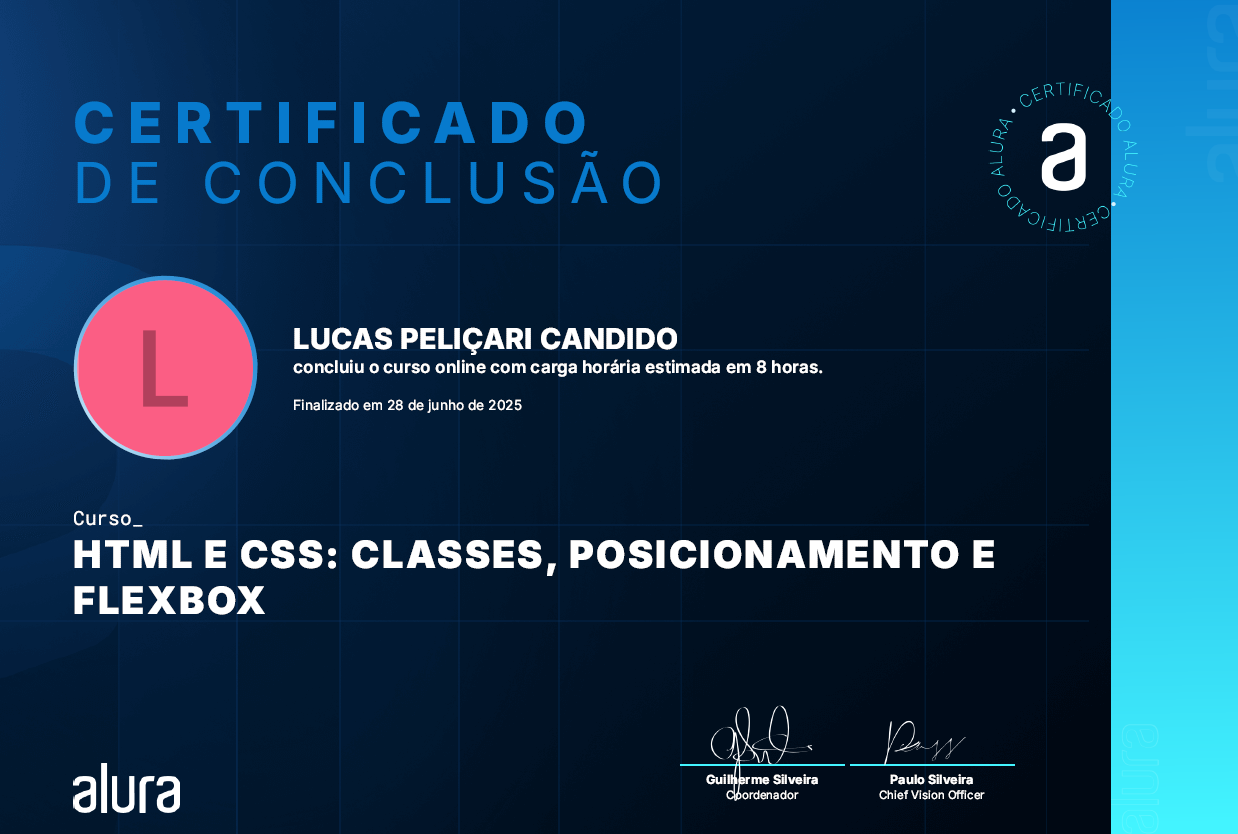 CERTIFICADO
DE CONCLUSÃO
CERTIFICADO ALURA • CERTIFICADO ALURA •
a
L
LUCAS PELIÇARI CANDIDO
concluiu o curso online com carga horária estimada em 8 horas.
Finalizado em 28 de junho de 2025
Curso_
HTML E CSS: CLASSES, POSICIONAMENTO E
FLEXBOX
Guilherme Silveira
Coordenador
Paulo Silveira
Chief Vision Officer
alura
alura
alura